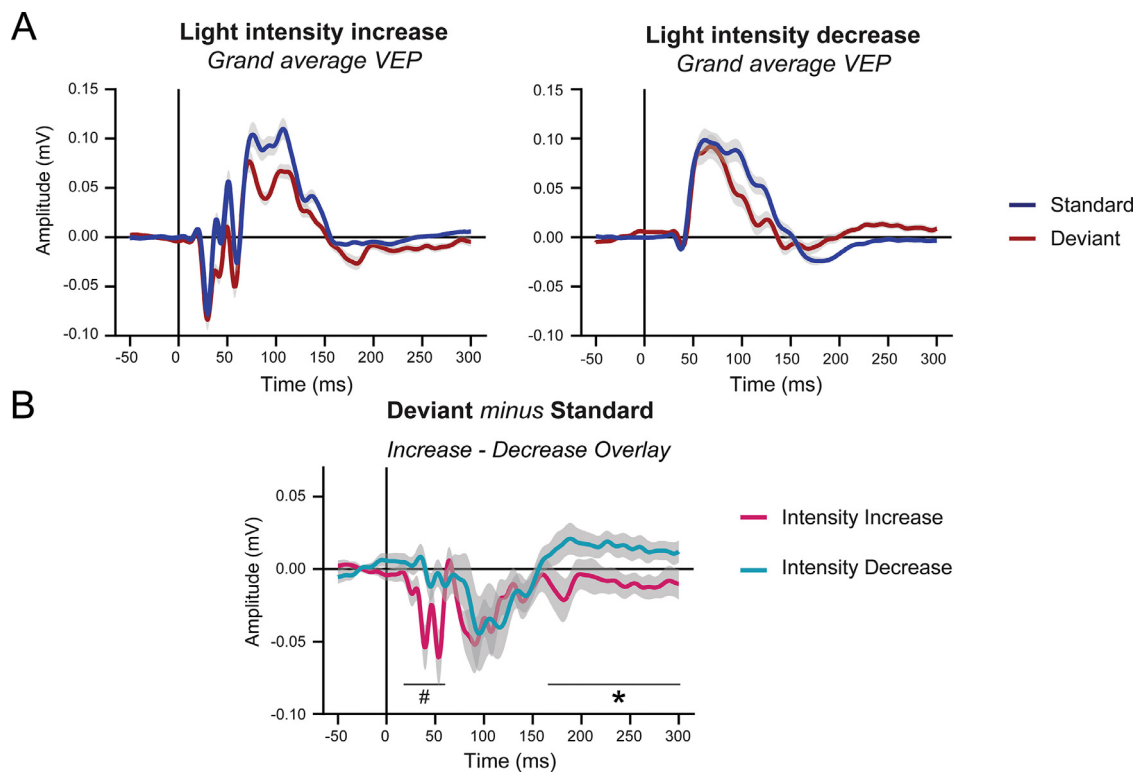 A
Light intensity increase
Grand average VEP
Light intensity decrease
Grand average VEP
0.15
0.10
0.05
0.00
-0.05
-0.10
Amplitude (mV)
-50 0 50 100 150 200 250 300
Time (ms)
0.15
0.10
0.05
0.00
-0.05
-0.10
-50 0 50 100 150 200 250 300
Time (ms)
Standard
Deviant
B
Deviant minus Standard
Increase - Decrease Overlay
0.05
0.00
-0.05
-0.10
Amplitude (mV)
# *
-50 0 50 100 150 200 250 300
Time (ms)
Intensity Increase
Intensity Decrease